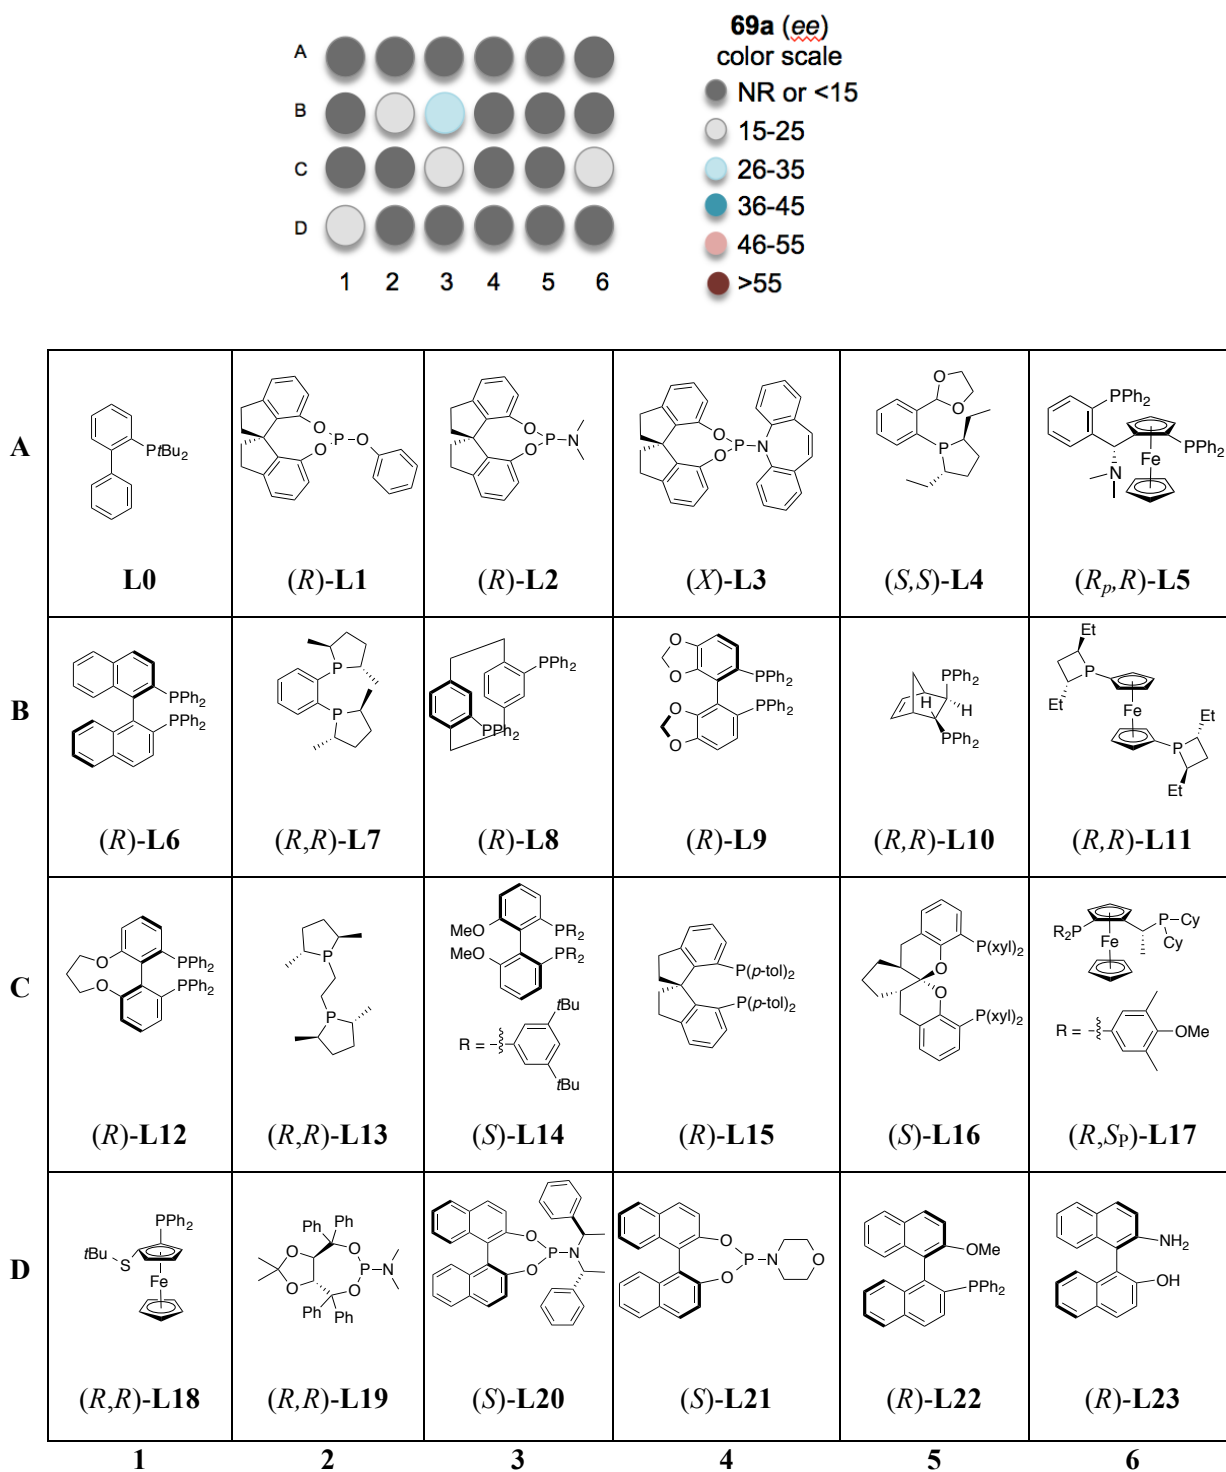 69a (ee)
color scale
NR or <15
15-25
26-35
36-45
46-55
>55
A
B
C
D
1 2 3 4 5 6
A
PtBu2
L0
O
O
P-O
(R)-L1
O
O
P-N
(R)-L2
O
O
P-N
(X)-L3
O
O
P
(S,S)-L4
PPh2
PPh2
Fe
N
(Rp,R)-L5
B
PPh2
PPh2
(R)-L6
P
P
(R,R)-L7
PPh2
PPh2
(R)-L8
O
O
PPh2
PPh2
O
O
(R)-L9
PPh2
H
H
PPh2
(R,R)-L10
Et
P
Et
Fe
Et
P
Et
(R,R)-L11
C
O
O
PPh2
PPh2
(R)-L12
P
P
(R,R)-L13
MeO
PR2
MeO
PR2
R =
tBu
tBu
(S)-L14
P(p-tol)2
P(p-tol)2
(R)-L15
P(xyl)2
O
O
P(xyl)2
(S)-L16
R2P
Fe
P-Cy
Cy
R =
OMe
(R,SP)-L17
D
PPh2
tBu
S
Fe
(R,R)-L18
Ph Ph
O
O
P-N
O
O
Ph Ph
(R,R)-L19
O
P-N
O
(S)-L20
O
P-N
O
O
(S)-L21
OMe
PPh2
(R)-L22
NH2
OH
(R)-L23
1 2 3 4 5 6